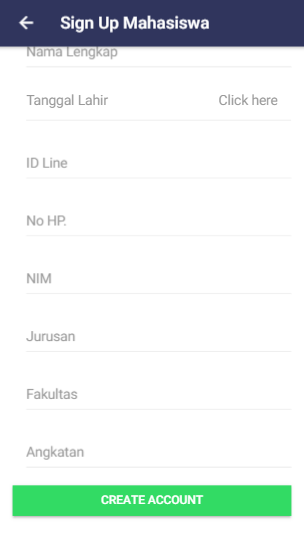 Sign Up Mahasiswa
Nama Lengkap
Tanggal Lahir Click here
ID Line
No HP.
NIM
Jurusan
Fakultas
Angkatan
CREATE ACCOUNT